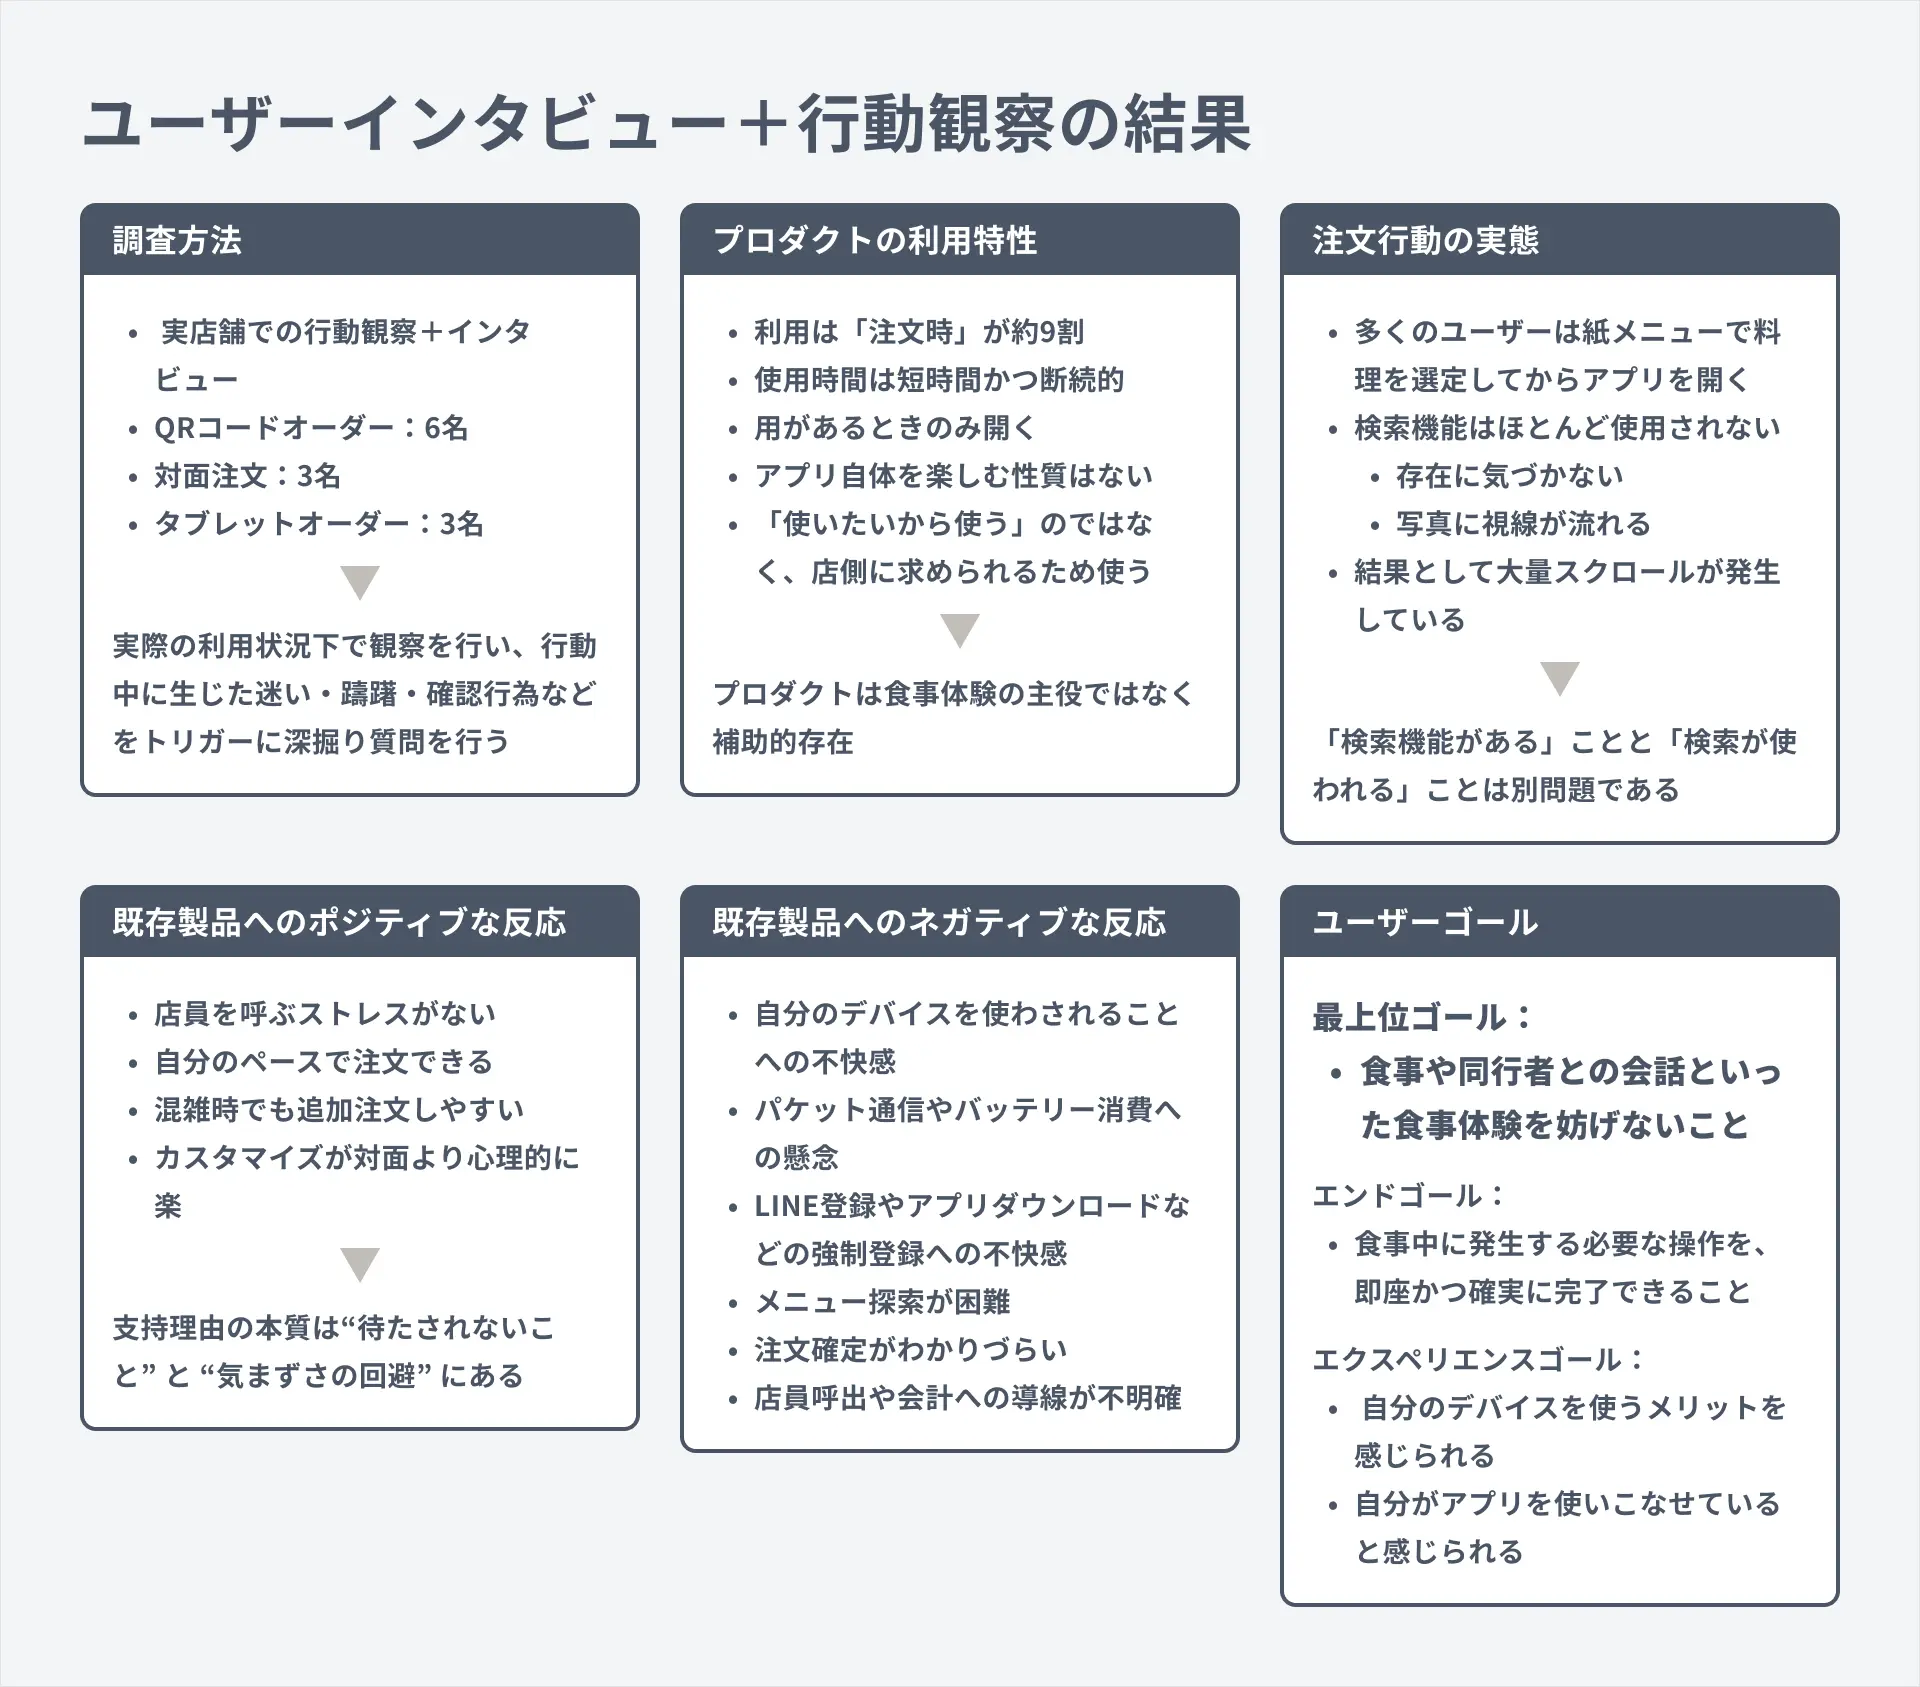 ユーザーインタビュー＋行動観察の結果
調査方法
• 実店舗での行動観察＋インタ
ビュー
• QRコードオーダー：6名
• 対面注文：3名
• タブレットオーダー：3名
実際の利用状況下で観察を行い、行動
中に生じた迷い・躊躇・確認行為など
をトリガーに深掘り質問を行う
プロダクトの利用特性
• 利用は「注文時」が約9割
• 使用時間は短時間かつ断続的
• 用があるときのみ開く
• アプリ自体を楽しむ性質はない
• 「使いたいから使う」のではな
く、店側に求められるため使う
プロダクトは食事体験の主役ではなく
補助的存在
注文行動の実態
• 多くのユーザーは紙メニューで料
理を選定してからアプリを開く
• 検索機能はほとんど使用されない
• 存在に気づかない
• 写真に視線が流れる
• 結果として大量スクロールが発生
している
「検索機能がある」ことと「検索が使
われる」ことは別問題である
既存製品へのポジティブな反応
• 店員を呼ぶストレスがない
• 自分のペースで注文できる
• 混雑時でも追加注文しやすい
• カスタマイズが対面より心理的に
楽
支持理由の本質は“待たされないこ
と” と “気まずさの回避” にある
既存製品へのネガティブな反応
• 自分のデバイスを使わされること
への不快感
• パケット通信やバッテリー消費へ
の懸念
• LINE登録やアプリダウンロードな
どの強制登録への不快感
• メニュー探索が困難
• 注文確定がわかりづらい
• 店員呼出や会計への導線が不明確
ユーザーゴール
最上位ゴール：
• 食事や同行者との会話といっ
た食事体験を妨げないこと
エンドゴール：
• 食事中に発生する必要な操作を、
即座かつ確実に完了できること
エクスペリエンスゴール：
• 自分のデバイスを使うメリットを
感じられる
• 自分がアプリを使いこなせている
と感じられる